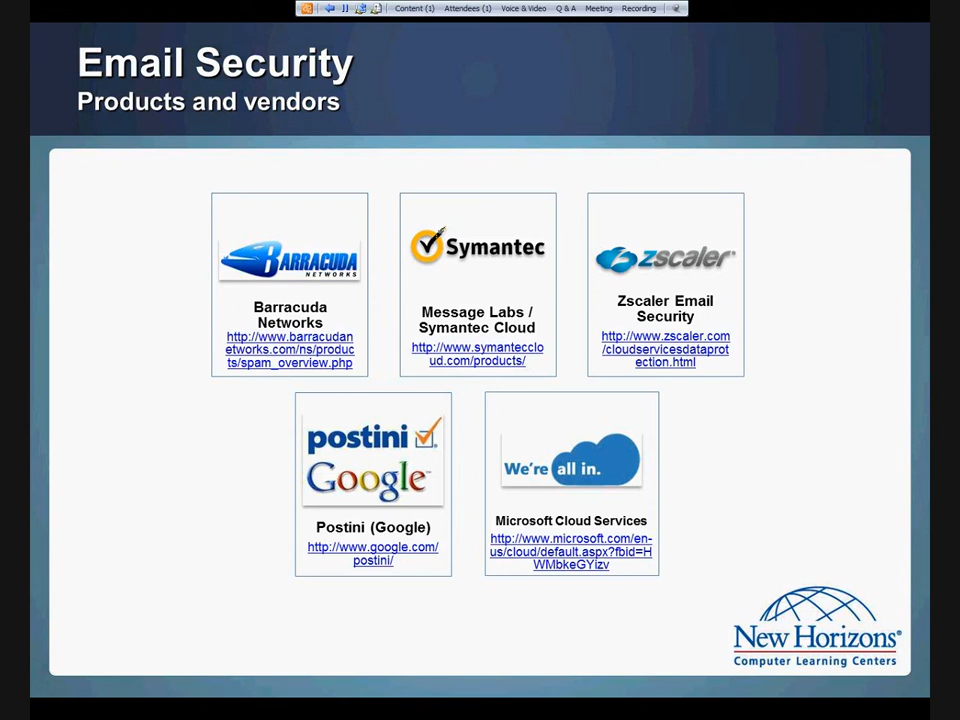 Content (1) Attendees (1) Voice & Video Q & A Meeting Recording
Email Security
Products and vendors
BARRACUDA
NETWORKS
Barracuda
Networks
http://www.barracudan
etworks.com/ns/produc
ts/spam_overview.php
Symantec
Message Labs /
Symantec Cloud
http://www.symanteccl​o
ud.com/products/
zscaler
Zscaler Email
Security
http://www.zscaler.com
/cloudservicesdataprot
ection.html
postini
Google™
Postini (Google)
http://www.google.com/
postini/
We're all in.
Microsoft Cloud Services
http://www.microsoft.com/en-
us/cloud/default.aspx?fbid=H
WMbkeGYizv
New Horizons®
Computer Learning Centers